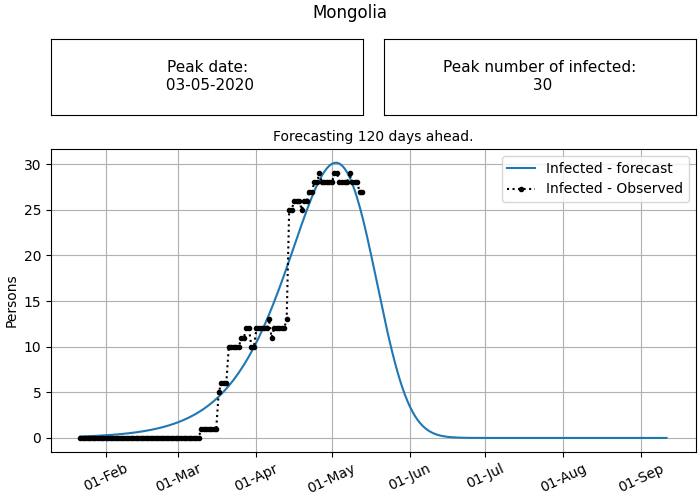 Mongolia
Peak date:
03-05-2020
Peak number of infected:
30
Forecasting 120 days ahead.
Infected - forecast
Infected - Observed
Persons
30
25
20
15
10
5
0
01-Feb
01-Mar
01-Apr
01-May
01-Jun
01-Jul
01-Aug
01-Sep